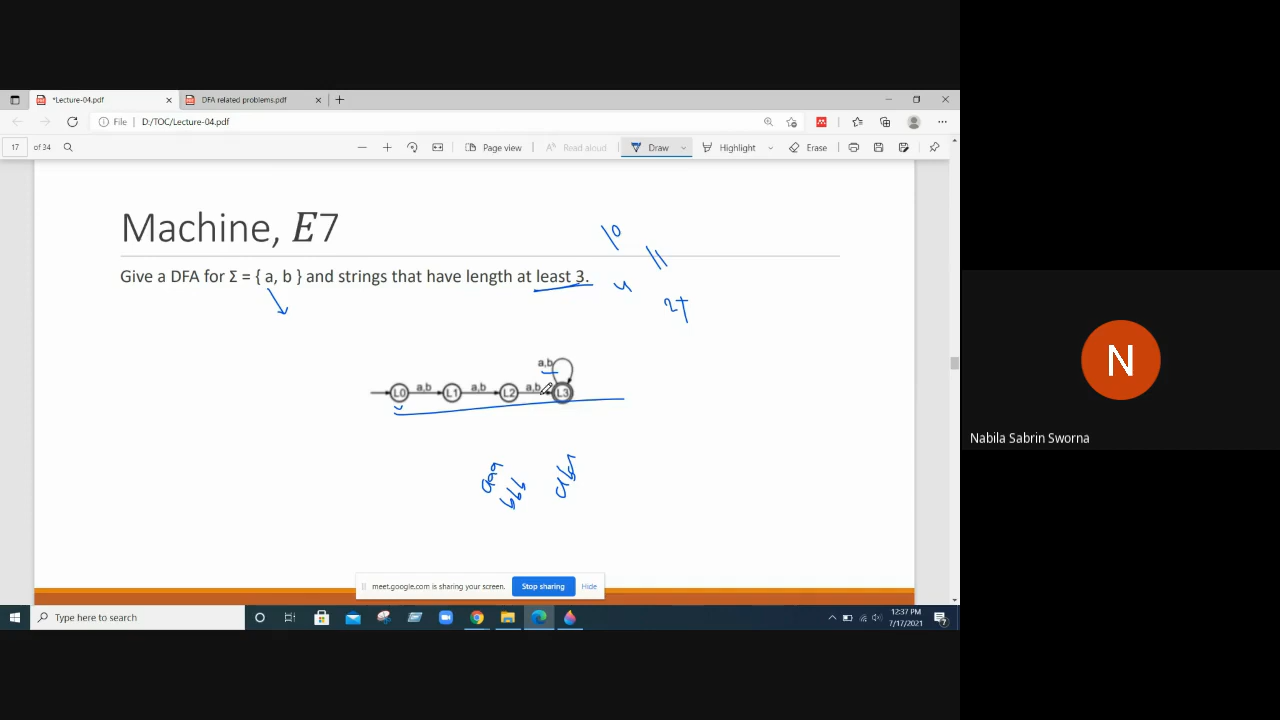 *Lecture-04.pdf
DFA related problems.pdf
File D:/TOC/Lecture-04.pdf
17 of 34
Page view
Read aloud
Draw
Highlight
Erase
Machine, E7
10
11
Give a DFA for Σ = { a, b } and strings that have length at least 3.
4
27
a,b
L0 a,b L1 a,b L2 a,b L3
aaa
bbb
N
Nabila Sabrin Sworna
meet.google.com is sharing your screen.
Stop sharing
Hide
Type here to search
12:37 PM
7/17/2021